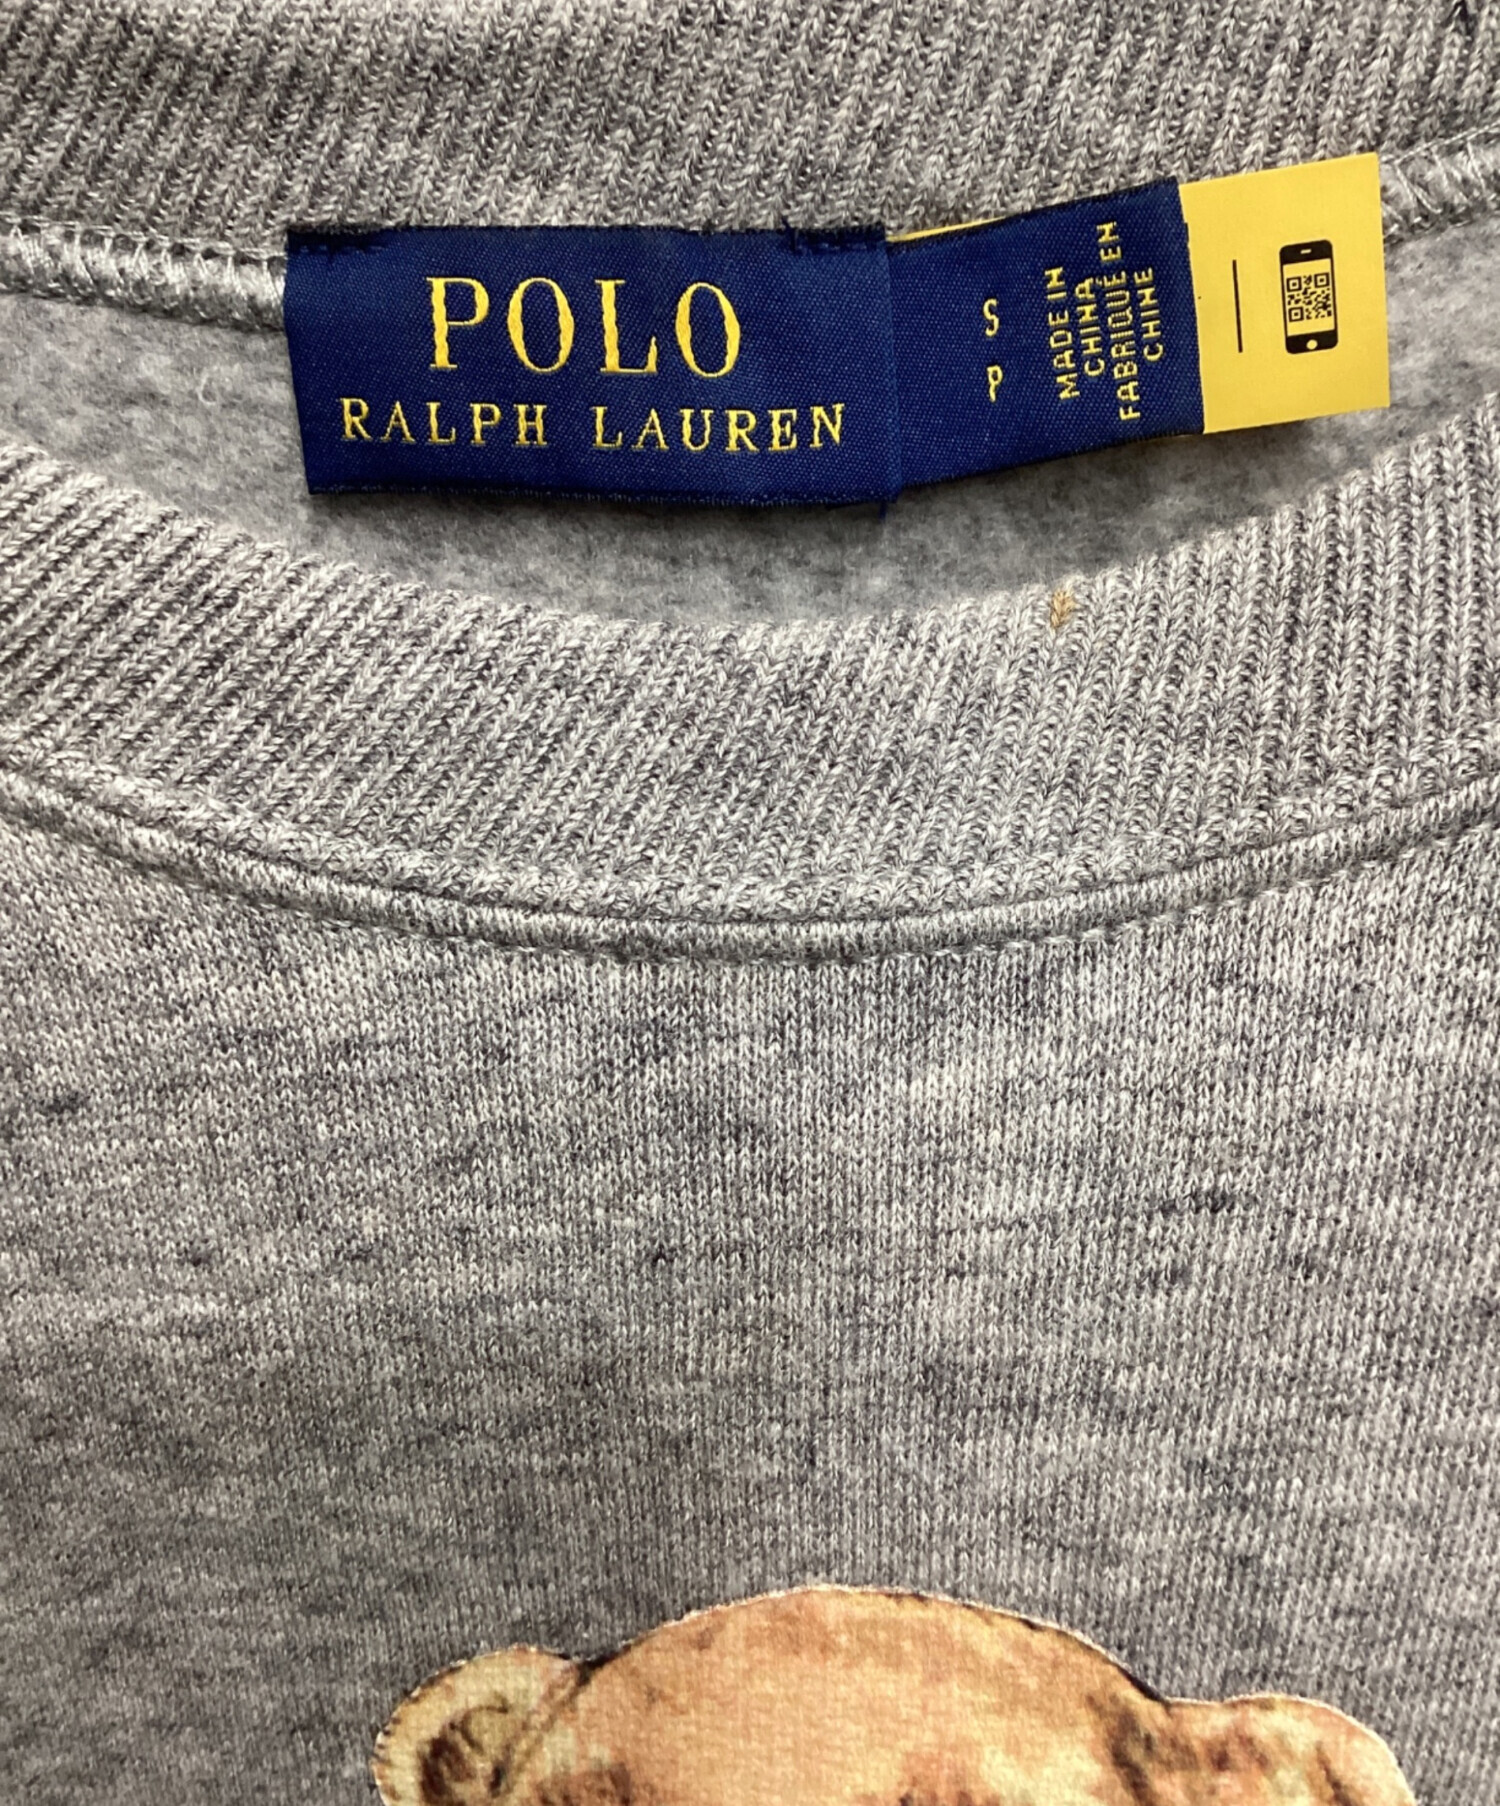 POLO
RALPH LAUREN
S
P
MADE IN
CHINA
FABRIQUÉ EN
CHINE